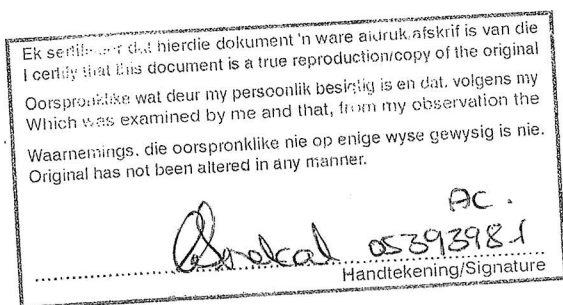 Ek dat hierdie dokument 'n ware afdruk afskrif is van die
I certify that this document is a true reproduction/copy of the original
Oorspronklike wat deur my persoonlik besigtig is en dat. volgens my
Which was examined by me and that, from my observation the
Waarnemings. die oorspronklike nie op enige wyse gewysig is nie.
Original has not been altered in any manner.
AC.
0539398-1
Handtekening/Signature